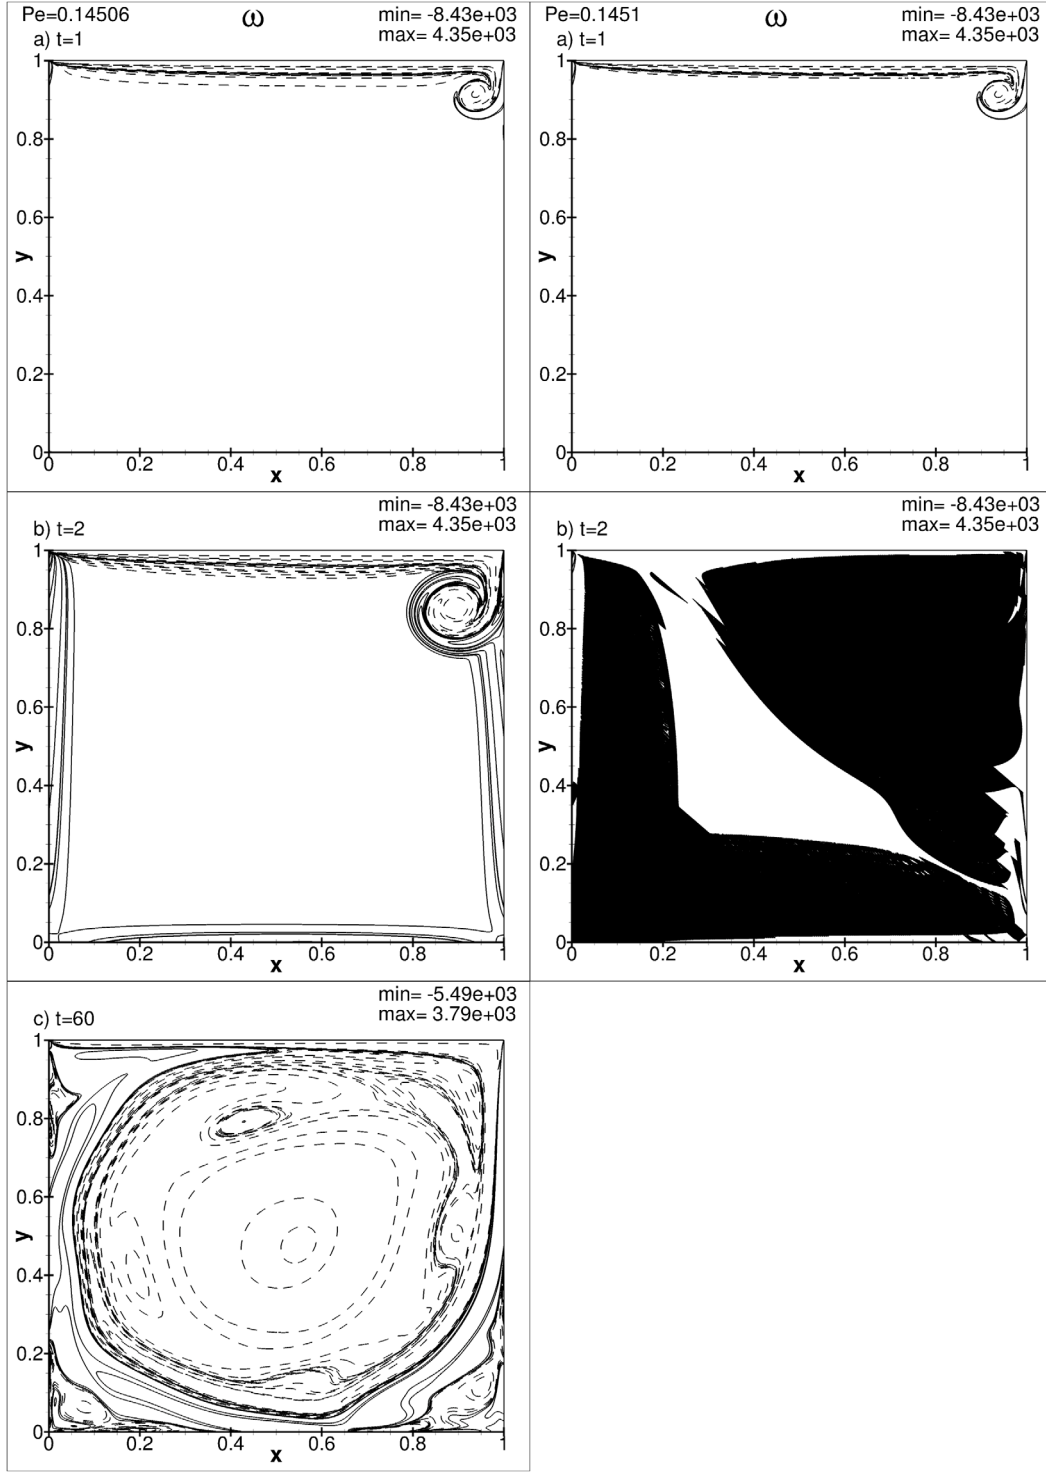 Pe=0.14506
ω
min= -8.43e+03
max= 4.35e+03
a) t=1
1
0.8
0.6
y
0.4
0.2
0
0 0.2 0.4 0.6 0.8 1
x
Pe=0.1451
ω
min= -8.43e+03
max= 4.35e+03
a) t=1
1
0.8
0.6
y
0.4
0.2
0
0 0.2 0.4 0.6 0.8 1
x
min= -8.43e+03
max= 4.35e+03
b) t=2
1
0.8
0.6
y
0.4
0.2
0
0 0.2 0.4 0.6 0.8 1
x
min= -8.43e+03
max= 4.35e+03
b) t=2
1
0.8
0.6
y
0.4
0.2
0
0 0.2 0.4 0.6 0.8 1
x
min= -5.49e+03
max= 3.79e+03
c) t=60
1
0.8
0.6
y
0.4
0.2
0
0 0.2 0.4 0.6 0.8 1
x